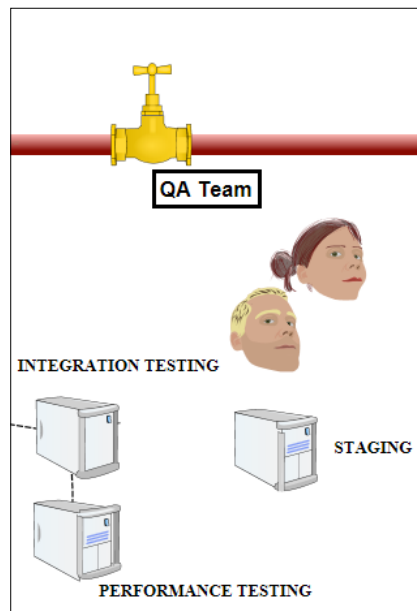 QA Team
INTEGRATION TESTING
STAGING
PERFORMANCE TESTING